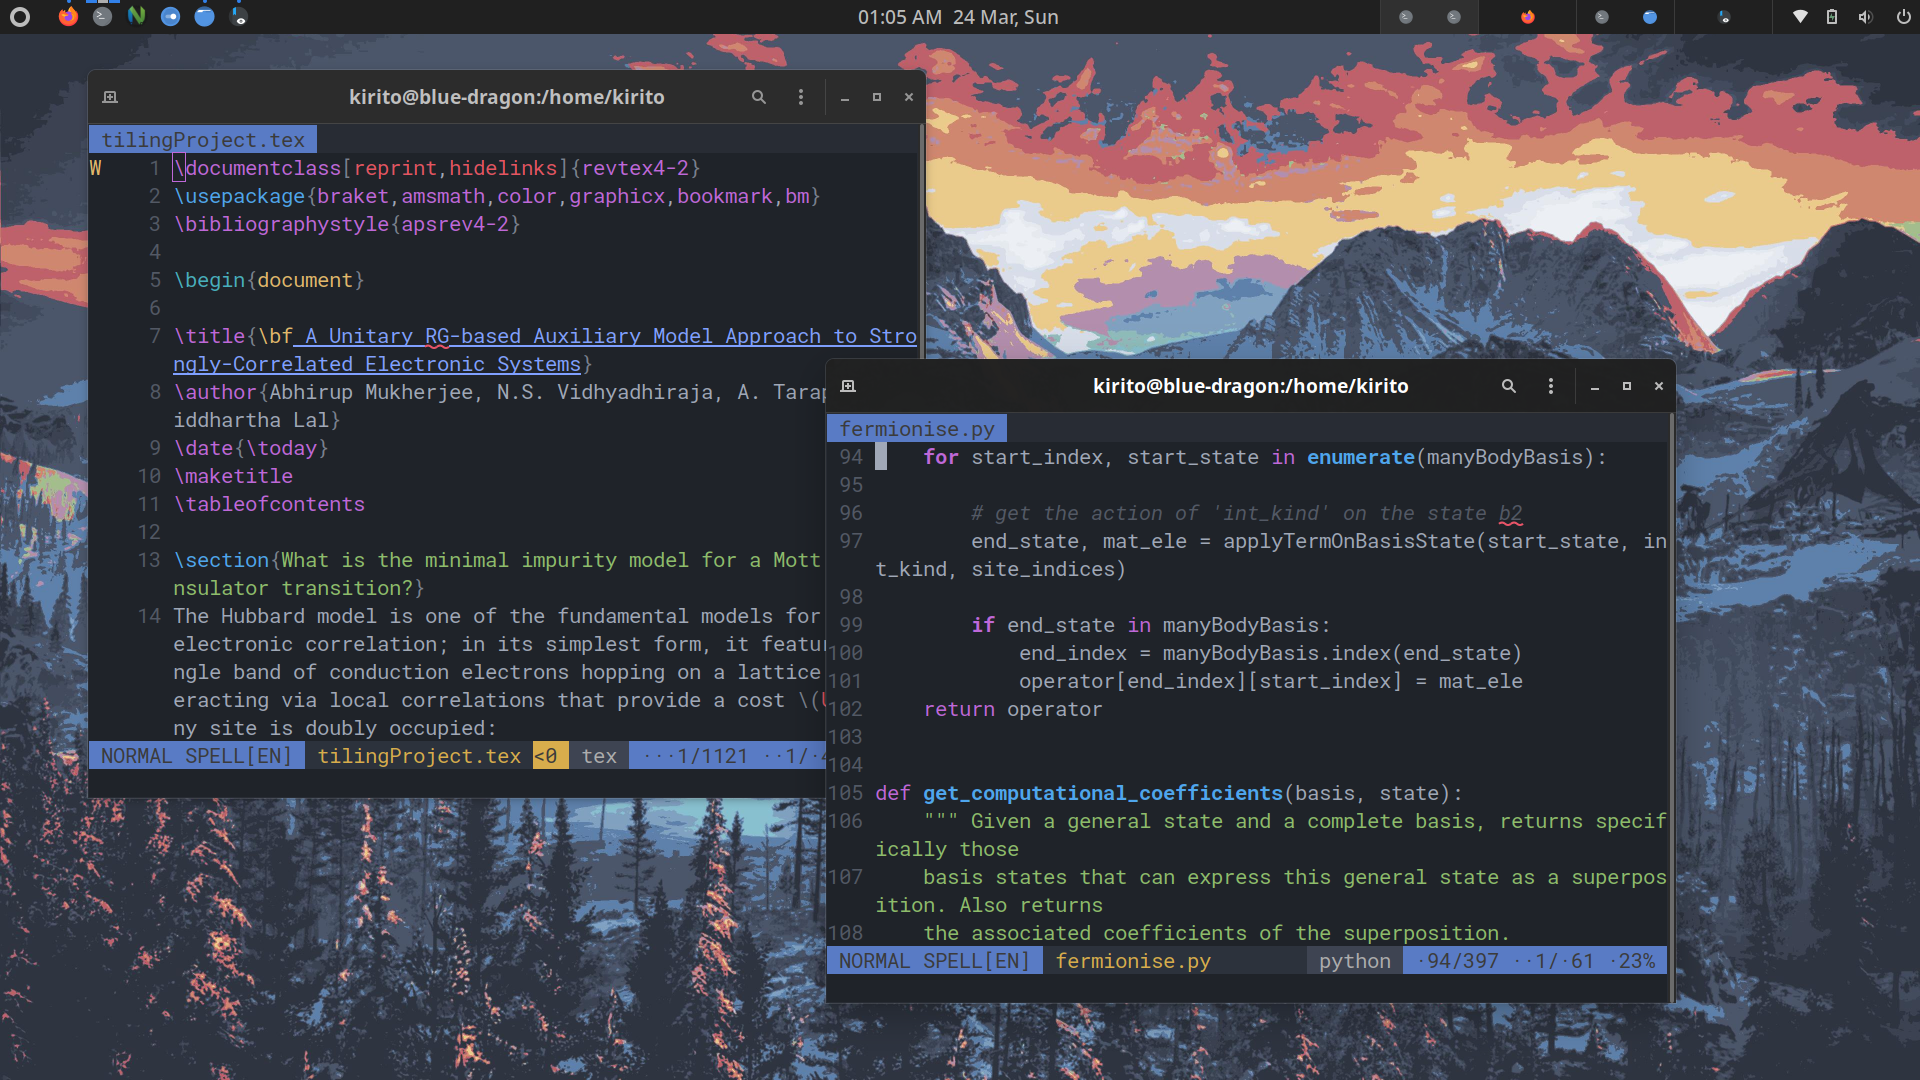 01:05 AM 24 Mar, Sun
kirito@blue-dragon:/home/kirito
tilingProject.tex
W 1 \documentclass[reprint,hidelinks]{revtex4-2}
2 \usepackage{braket,amsmath,color,graphicx,bookmark,bm}
3 \bibliographystyle{apsrev4-2}
4
5 \begin{document}
6
7 \title{\bf A Unitary RG-based Auxiliary Model Approach to Stro
ngly-Correlated Electronic Systems}
8 \author{Abhirup Mukherjee, N.S. Vidhyadhiraja, A. Tarap
iddhartha Lal}
9 \date{\today}
10 \maketitle
11 \tableofcontents
12
13 \section{What is the minimal impurity model for a Mott
nsulator transition?}
14 The Hubbard model is one of the fundamental models for
electronic correlation; in its simplest form, it featur
ngle band of conduction electrons hopping on a lattice
eracting via local correlations that provide a cost \(
ny site is doubly occupied:
NORMAL SPELL[EN] tilingProject.tex <0 tex ···1/1121 ··1/·
kirito@blue-dragon:/home/kirito
fermionise.py
94 for start_index, start_state in enumerate(manyBodyBasis):
95
96 # get the action of 'int_kind' on the state b2
97 end_state, mat_ele = applyTermOnBasisState(start_state, in
t_kind, site_indices)
98
99 if end_state in manyBodyBasis:
100 end_index = manyBodyBasis.index(end_state)
101 operator[end_index][start_index] = mat_ele
102 return operator
103
104
105 def get_computational_coefficients(basis, state):
106 """ Given a general state and a complete basis, returns specif
ically those
107 basis states that can express this general state as a superpos
ition. Also returns
108 the associated coefficients of the superposition.
NORMAL SPELL[EN] fermionise.py python ·94/397 ··1/·61 ·23%